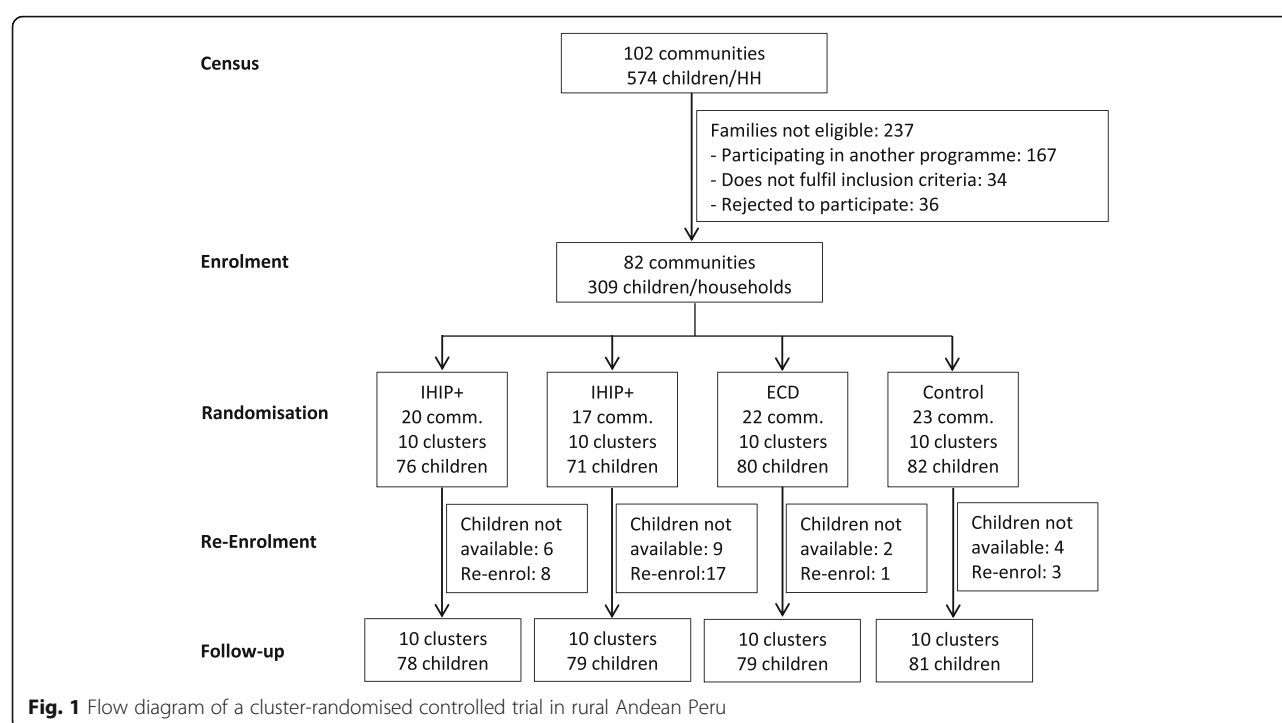 Census
102 communities
574 children/HH
Families not eligible: 237
- Participating in another programme: 167
- Does not fulfil inclusion criteria: 34
- Rejected to participate: 36
Enrolment
82 communities
309 children/households
Randomisation
IHIP+
20 comm.
10 clusters
76 children
IHIP+
17 comm.
10 clusters
71 children
ECD
22 comm.
10 clusters
80 children
Control
23 comm.
10 clusters
82 children
Re-Enrolment
Children not
available: 6
Re-enrol: 8
Children not
available: 9
Re-enrol:17
Children not
available: 2
Re-enrol: 1
Children not
available: 4
Re-enrol: 3
Follow-up
10 clusters
78 children
10 clusters
79 children
10 clusters
79 children
10 clusters
81 children
Fig. 1 Flow diagram of a cluster-randomised controlled trial in rural Andean Peru